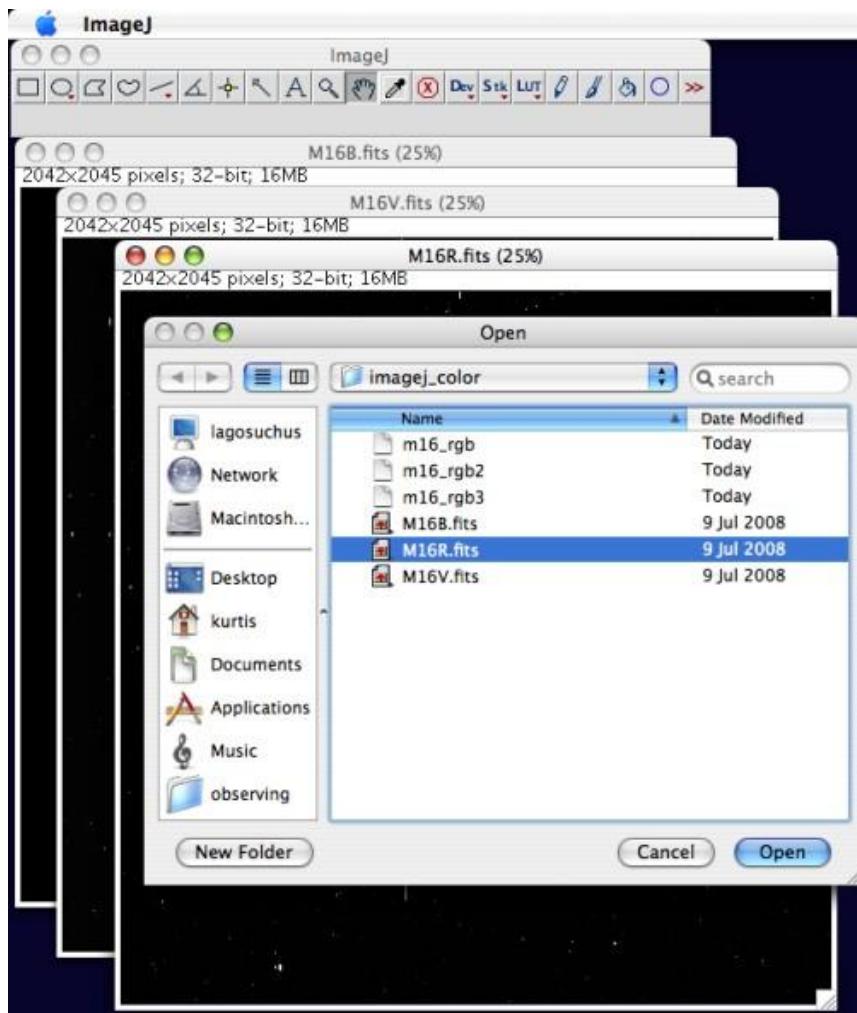 ImageJ
ImageJ
A Dev Stk LUT >>
M16B.fits (25%)
2042x2045 pixels; 32-bit; 16MB
M16V.fits (25%)
2042x2045 pixels; 32-bit; 16MB
M16R.fits (25%)
2042x2045 pixels; 32-bit; 16MB
Open
imagej_color
search
Name Date Modified
lagosuchus
Network
Macintosh...
Desktop
kurtis
Documents
Applications
Music
observing
m16_rgb Today
m16_rgb2 Today
m16_rgb3 Today
M16B.fits 9 Jul 2008
M16R.fits 9 Jul 2008
M16V.fits 9 Jul 2008
New Folder Cancel Open